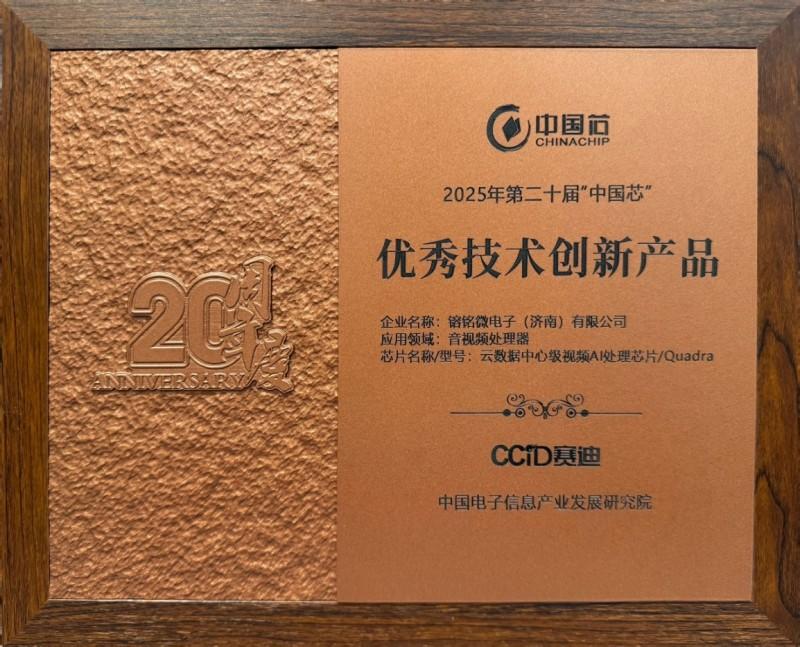 20周年度
ANNIVERSARY
中国芯
CHINACHIP
2025年第二十届“中国芯”
优秀技术创新产品
企业名称：镕铭微电子（济南）有限公司
应用领域：音视频处理器
芯片名称/型号：云数据中心级视频AI处理芯片/Quadra
CCID赛迪
中国电子信息产业发展研究院